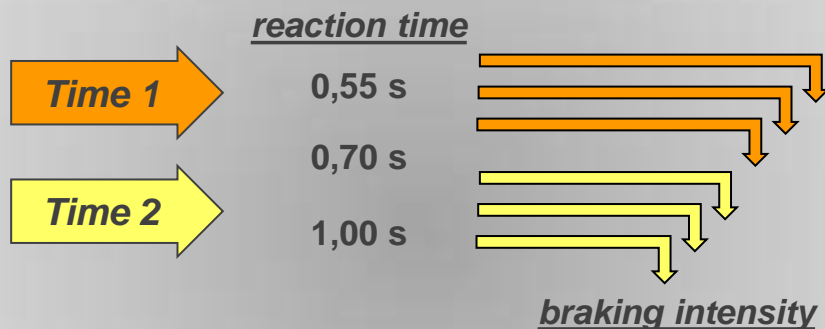 reaction time
Time 1
0,55 s
0,70 s
Time 2
1,00 s
braking intensity